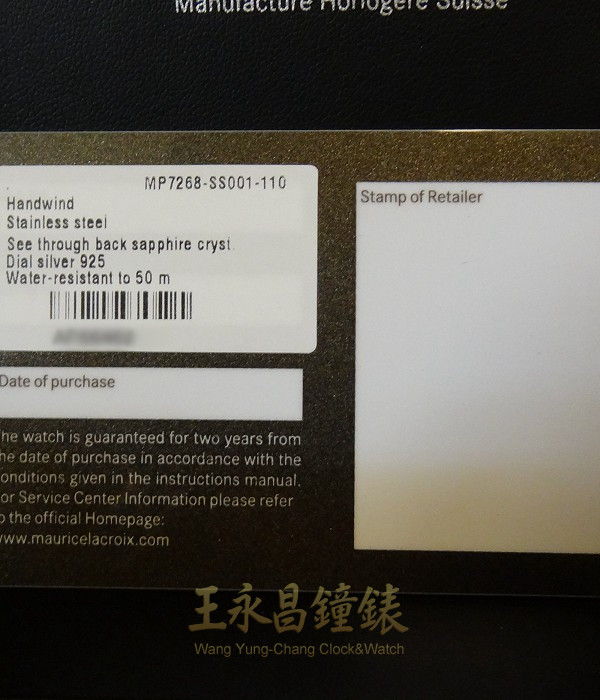 Manufacture Horlogère Suisse
MP7268-SS001-110
Handwind
Stainless steel
See through back sapphire cryst.
Dial silver 925
Water-resistant to 50 m
Stamp of Retailer
Date of purchase
he watch is guaranteed for two years from
he date of purchase in accordance with the
onditions given in the instructions manual.
or Service Center Information please refer
o the official Homepage:
www.mauricelacroix.com
王永昌鐘錶
Wang Yung-Chang Clock&Watch